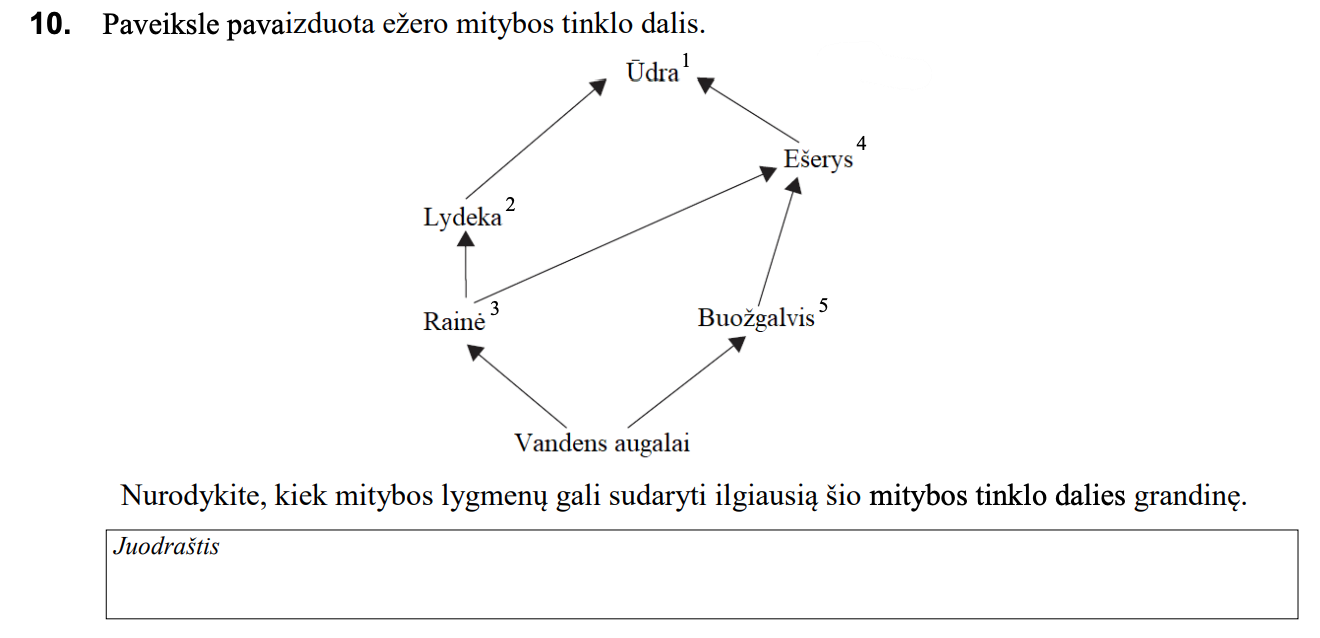 10. Paveiksle pavaizduota ežero mitybos tinklo dalis.
Ūdra 1
Ešerys 4
Lydeka 2
Rainė 3
Buožgalvis 5
Vandens augalai
Nurodykite, kiek mitybos lygmenų gali sudaryti ilgiausią šio mitybos tinklo dalies grandinę.
Juodraštis